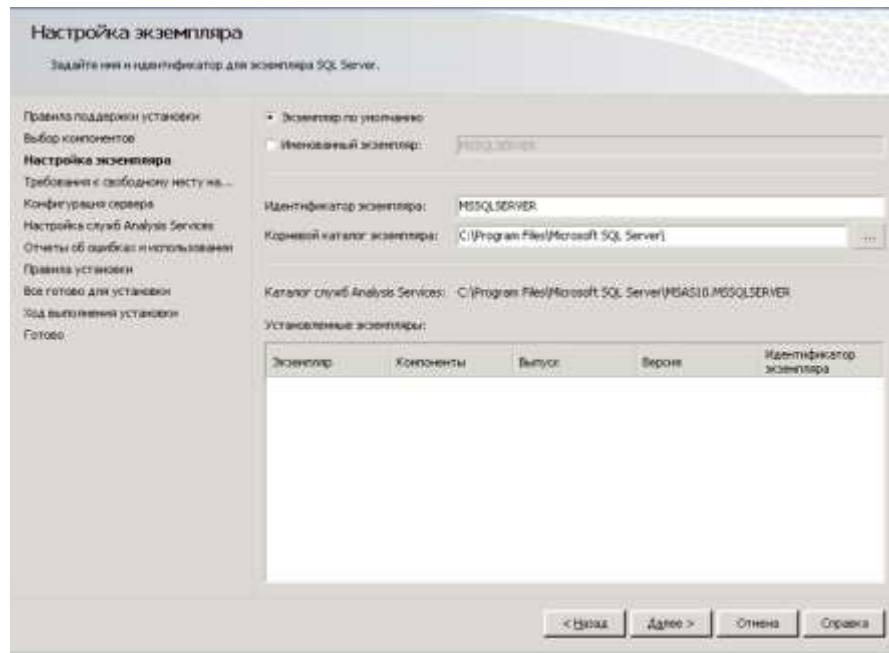 Настройка экземпляра
Задайте имя и идентификатор для экземпляра SQL Server.
Правила поддержки установки
Выбор компонентов
Настройка экземпляра
Требования к свободному месту на...
Конфигурация сервера
Настройка служб Analysis Services
Отчеты об ошибках и использовании
Правила установки
Все готово для установки
Ход выполнения установки
Готово
Экземпляр по умолчанию
Именованный экземпляр: MSSQLSERVER
Идентификатор экземпляра: MSSQLSERVER
Корневой каталог экземпляра: C:\Program Files\Microsoft SQL Server\ ...
Каталог служб Analysis Services: C:\Program Files\Microsoft SQL Server\MSAS10.MSSQLSERVER
Установленные экземпляры:
Экземпляр Компоненты Выпуск Версия Идентификатор экземпляра
< Назад Далее > Отмена Справка